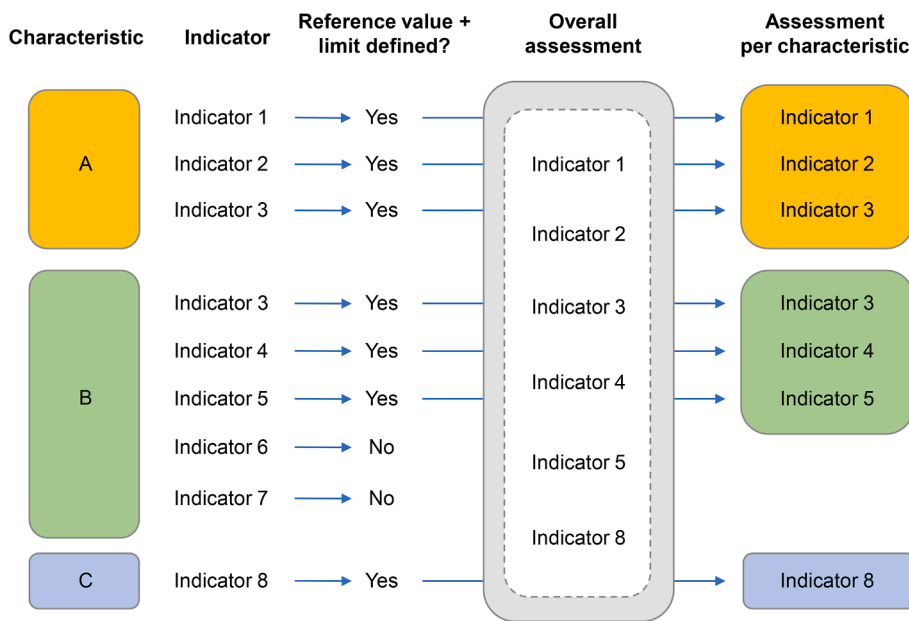 Characteristic
Indicator
Reference value +
limit defined?
Overall
assessment
Assessment
per characteristic
A
Indicator 1
Yes
Indicator 2
Yes
Indicator 3
Yes
B
Indicator 3
Yes
Indicator 4
Yes
Indicator 5
Yes
Indicator 6
No
Indicator 7
No
C
Indicator 8
Yes
Indicator 1
Indicator 2
Indicator 3
Indicator 4
Indicator 5
Indicator 8
Indicator 1
Indicator 2
Indicator 3
Indicator 3
Indicator 4
Indicator 5
Indicator 8